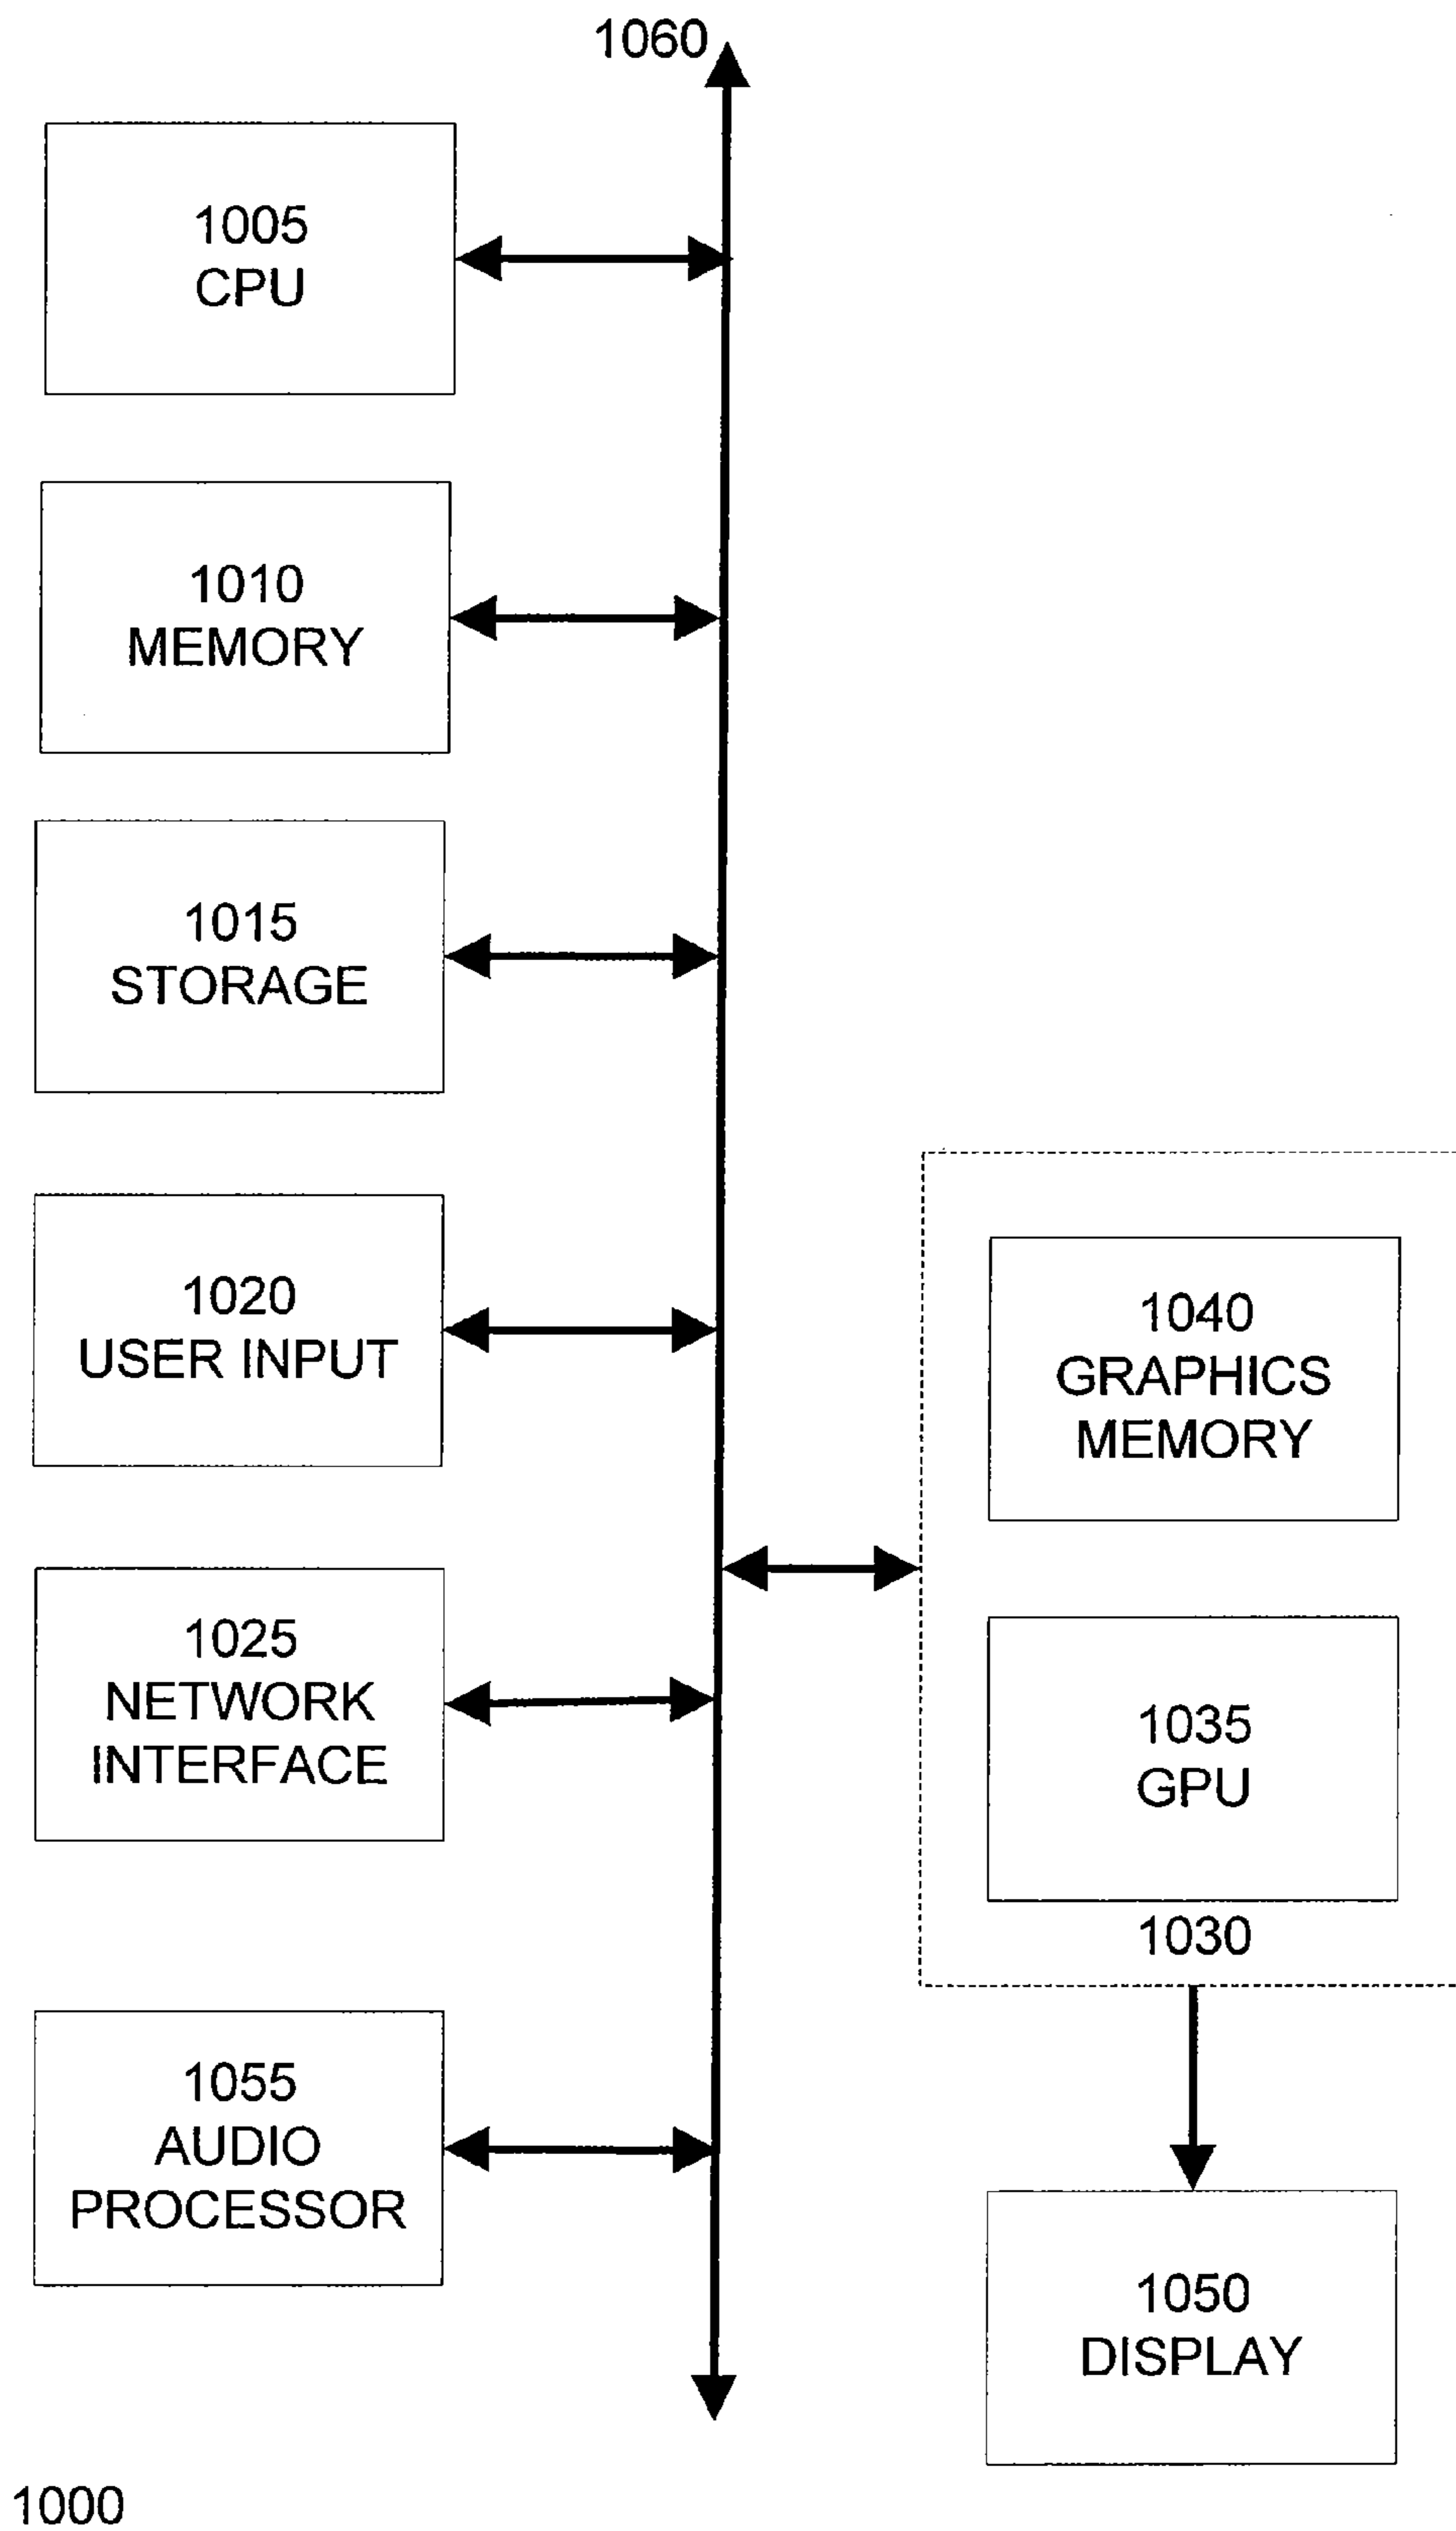 1060
1005
CPU
1010
MEMORY
1015
STORAGE
1020
USER INPUT
1025
NETWORK
INTERFACE
1055
AUDIO
PROCESSOR
1040
GRAPHICS
MEMORY
1035
GPU
1030
1050
DISPLAY
1000